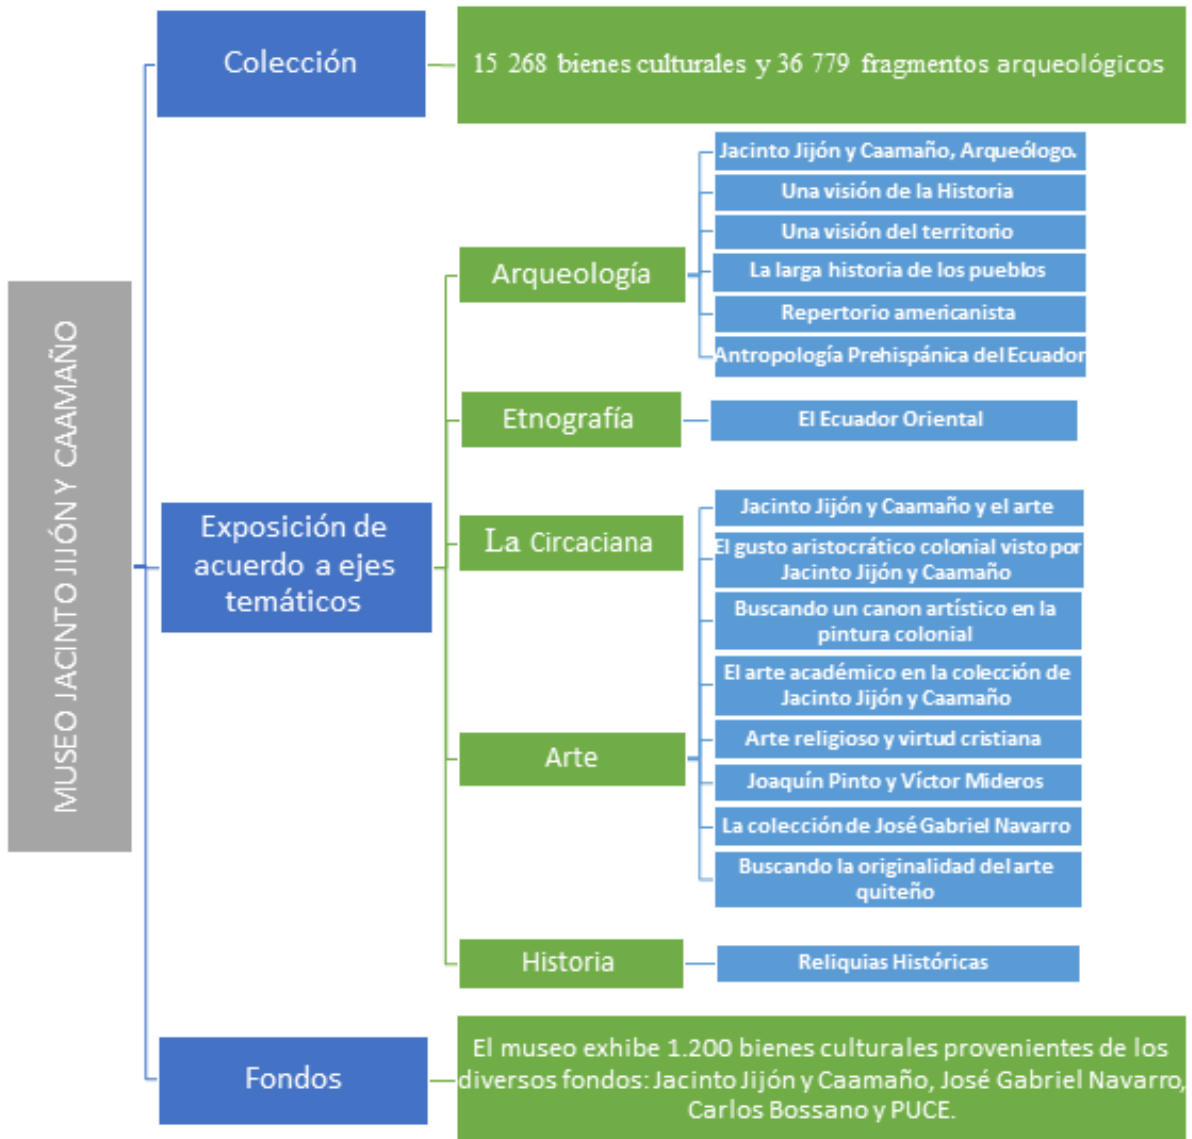 MUSEO JACINTO JIJÓN Y CAAMAÑO
Colección
15 268 bienes culturales y 36 779 fragmentos arqueológicos
Exposición de
acuerdo a ejes
temáticos
Arqueología
Jacinto Jijón y Caamaño, Arqueólogo.
Una visión de la Historia
Una visión del territorio
La larga historia de los pueblos
Repertorio americanista
Antropología Prehispánica del Ecuador
Etnografía
El Ecuador Oriental
La Circaciana
Arte
Jacinto Jijón y Caamaño y el arte
El gusto aristocrático colonial visto por
Jacinto Jijón y Caamaño
Buscando un canon artístico en la
pintura colonial
El arte académico en la colección de
Jacinto Jijón y Caamaño
Arte religioso y virtud cristiana
Joaquín Pinto y Víctor Mideros
La colección de José Gabriel Navarro
Buscando la originalidad del arte
quiteño
Historia
Reliquias Históricas
Fondos
El museo exhibe 1.200 bienes culturales provenientes de los
diversos fondos: Jacinto Jijón y Caamaño, José Gabriel Navarro,
Carlos Bossano y PUCE.